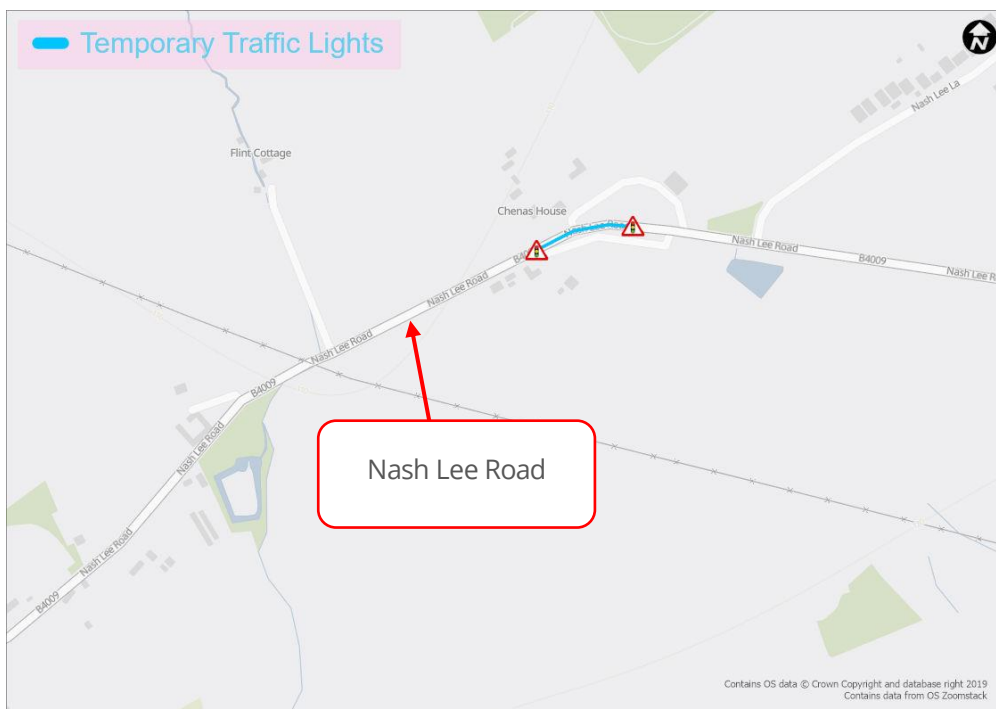 Temporary Traffic Lights
N
Nash Lee La
Flint Cottage
Chenas House
Nash Lee Road
B4009
Nash Lee Road
B4009
Nash Lee R
Nash Lee Road
Nash Lee Road
B4009
Nash Lee Road
Nash Lee Road
Nash Lee Road
B4009
Contains OS data © Crown Copyright and database right 2019
Contains data from OS Zoomstack